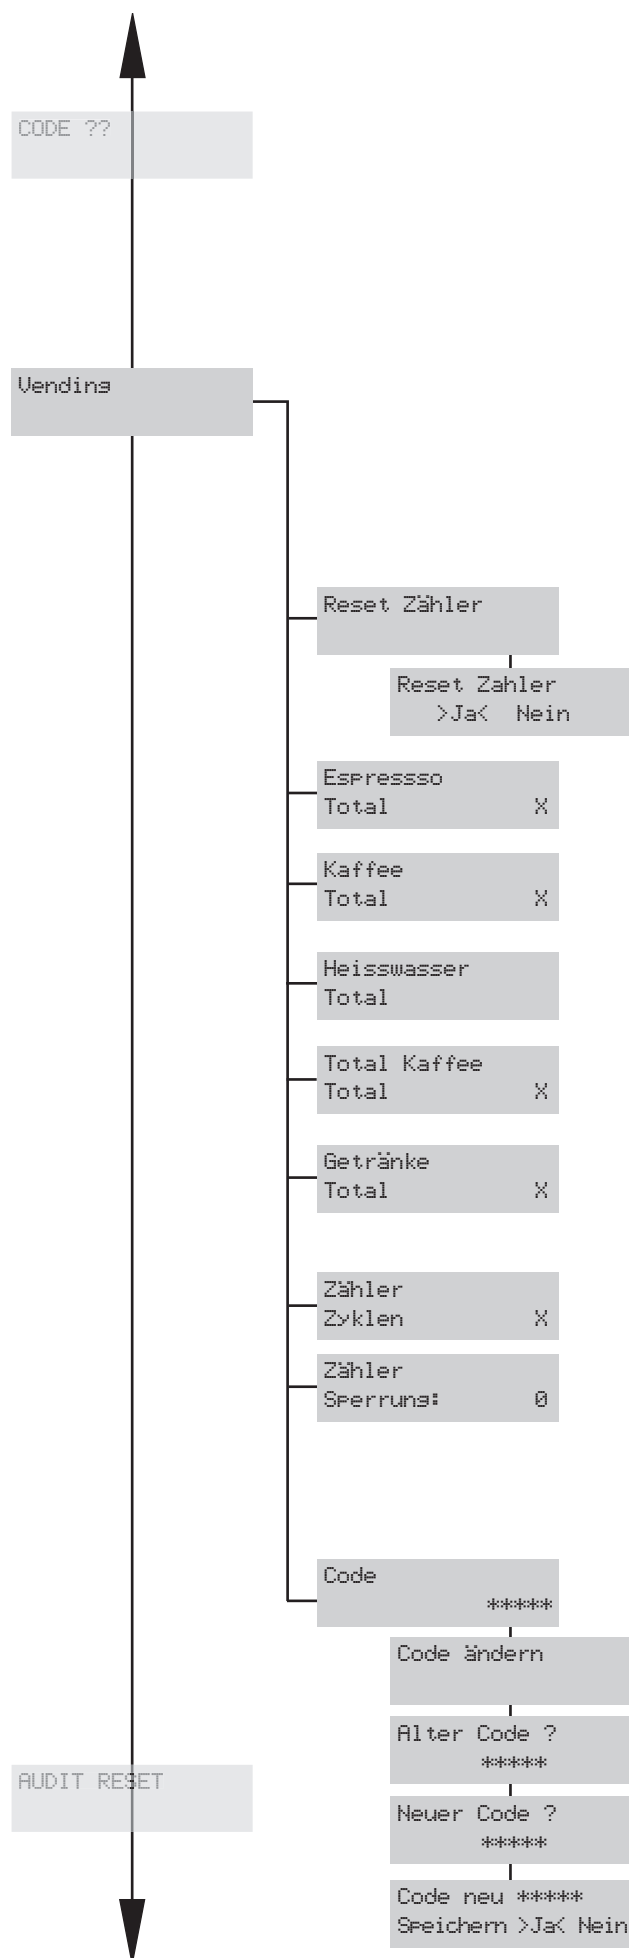 CODE ??
Vending
Reset Zähler
Reset Zahler
>Ja< Nein
Espressso
Total X
Kaffee
Total X
Heisswasser
Total
Total Kaffee
Total X
Getränke
Total X
Zähler
Zyklen X
Zähler
Sperrung: 0
Code
*****
Code ändern
Alter Code ?
*****
AUDIT RESET
Neuer Code ?
*****
Code neu *****
Speichern >Ja< Nein